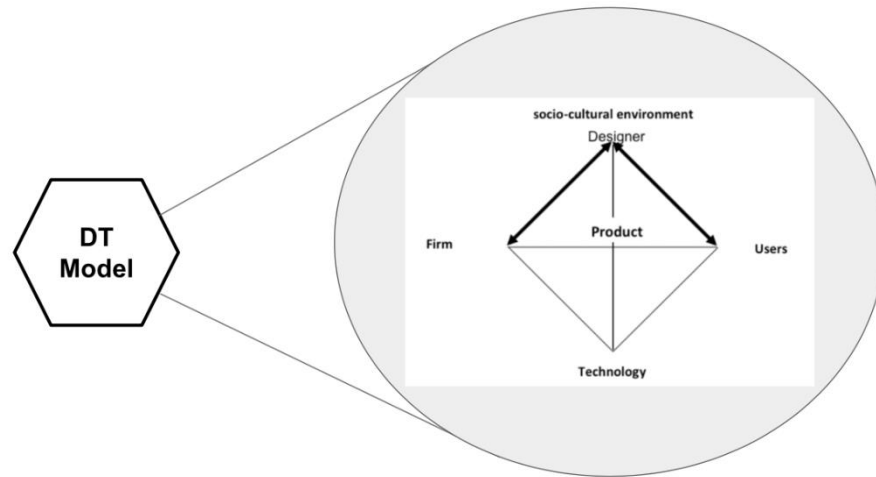 socio-cultural environment
Designer
DT
Model
Firm
Product
Users
Technology